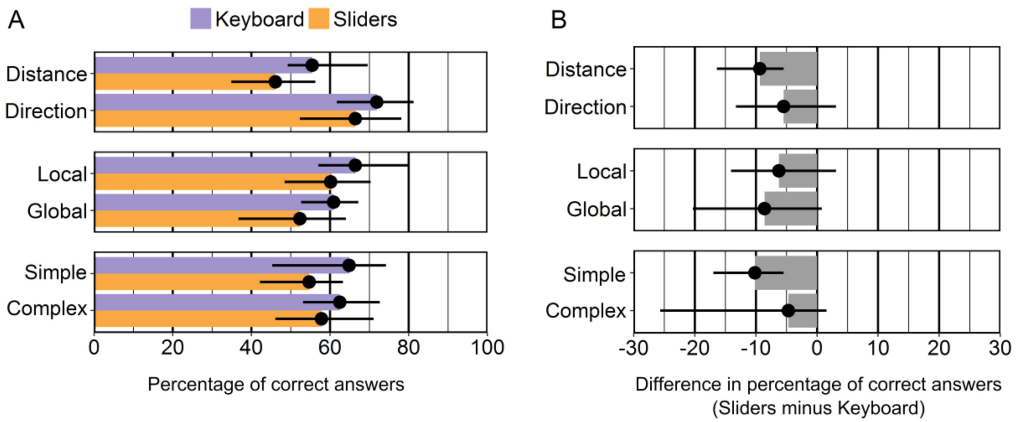 A
Keyboard Sliders
Distance
Direction
Local
Global
Simple
Complex
0 20 40 60 80 100
Percentage of correct answers
B
Distance
Direction
Local
Global
Simple
Complex
-30 -20 -10 0 10 20 30
Difference in percentage of correct answers
(Sliders minus Keyboard)